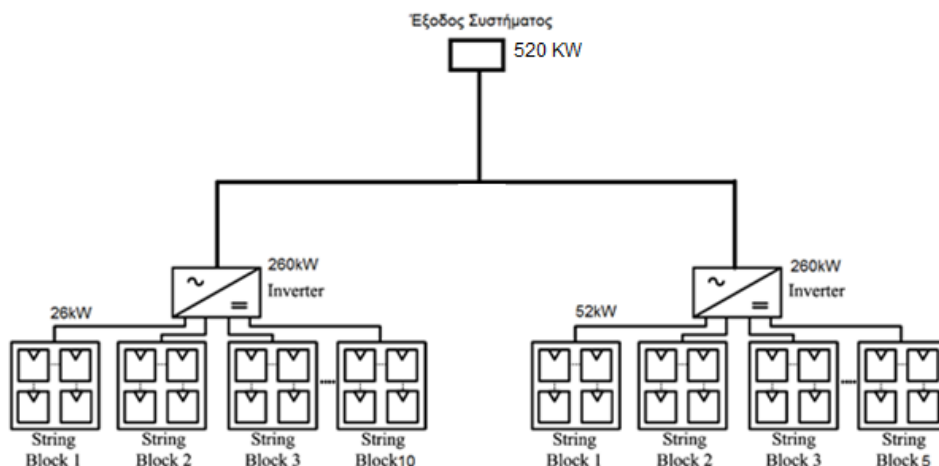 Έξοδος Συστήματος
520 KW
260kW
Inverter
26kW
260kW
Inverter
52kW
String
Block 1
String
Block 2
String
Block 3
String
Block10
String
Block 1
String
Block 2
String
Block 3
String
Block 5